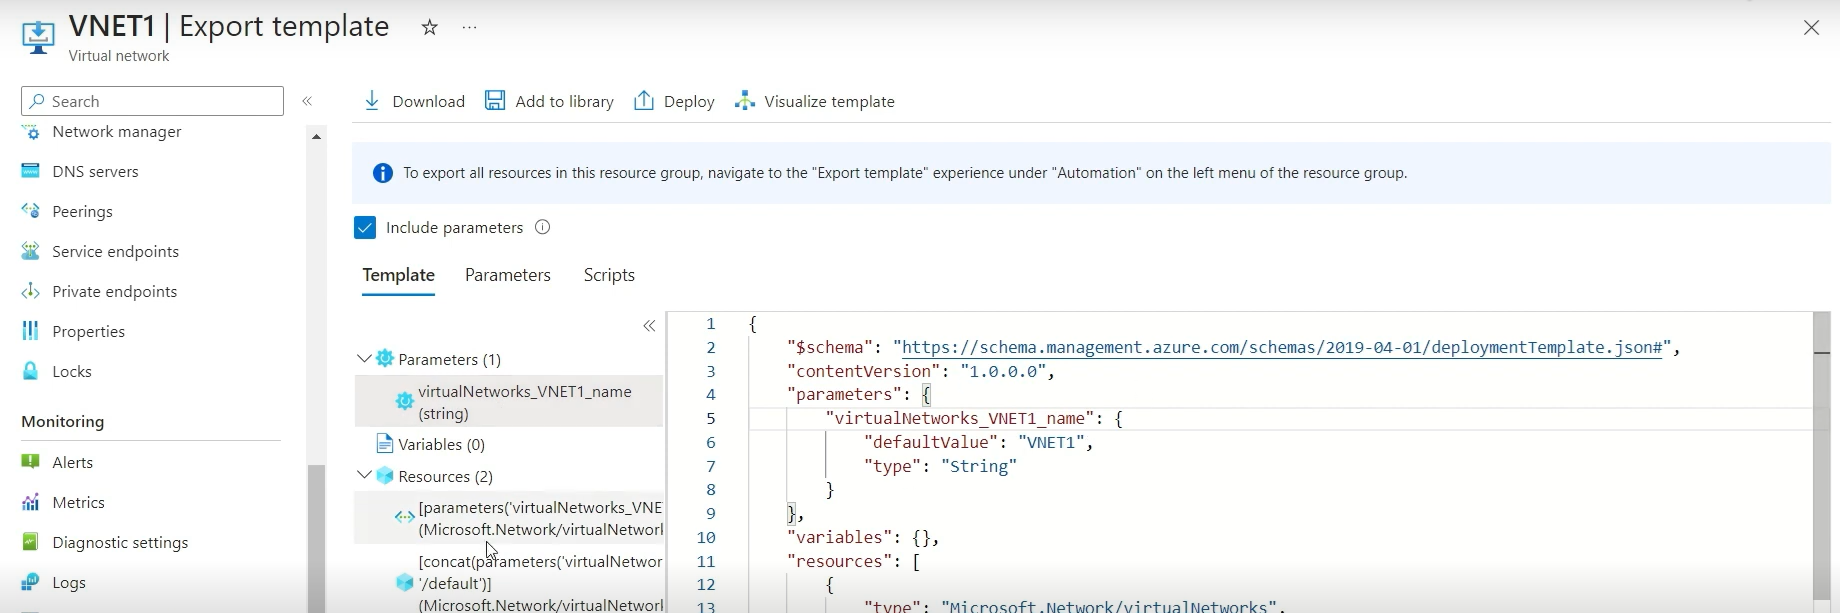 VNET1 | Export template
Virtual network
Search
Network manager
DNS servers
Peerings
Service endpoints
Private endpoints
Properties
Locks
Monitoring
Alerts
Metrics
Diagnostic settings
Logs
Download
Add to library
Deploy
Visualize template
To export all resources in this resource group, navigate to the "Export template" experience under "Automation" on the left menu of the resource group.
Include parameters
Template
Parameters
Scripts
Parameters (1)
virtualNetworks_VNET1_name
(string)
Variables (0)
Resources (2)
[parameters('virtualNetworks_VNE
(Microsoft.Network/virtualNetwork
[concat(parameters('virtualNetwor
'/default')]
(Microsoft.Network/virtualNetwork
1 {
2 "$schema": "https://schema.management.azure.com/schemas/2019-04-01/deploymentTemplate.json#",
3 "contentVersion": "1.0.0.0",
4 "parameters": {
5 "virtualNetworks_VNET1_name": {
6 "defaultValue": "VNET1",
7 "type": "String"
8 }
9 },
10 "variables": {},
11 "resources": [
12 {
13 "type": "Microsoft.Network/virtualNetworks",